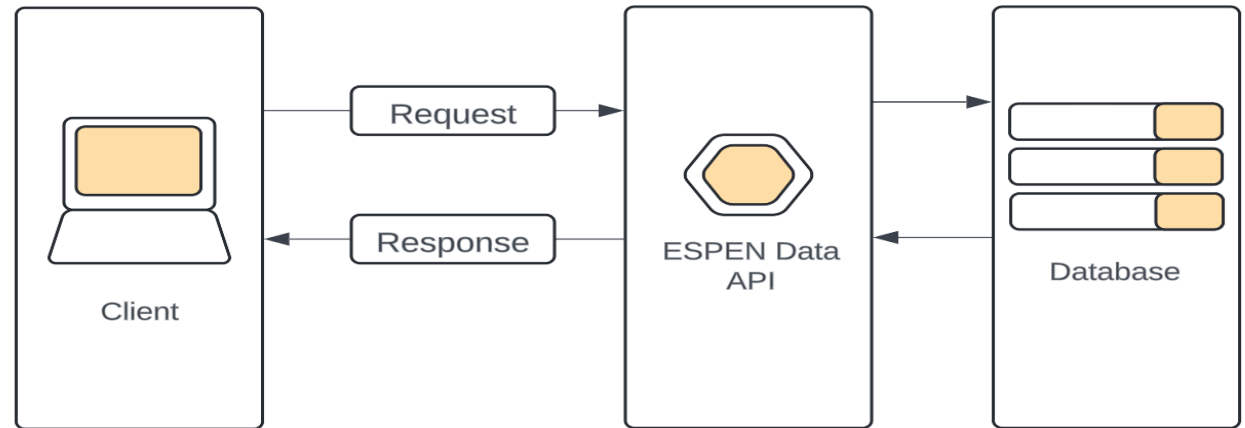 Request
Response
Client
ESPEN Data
API
Database